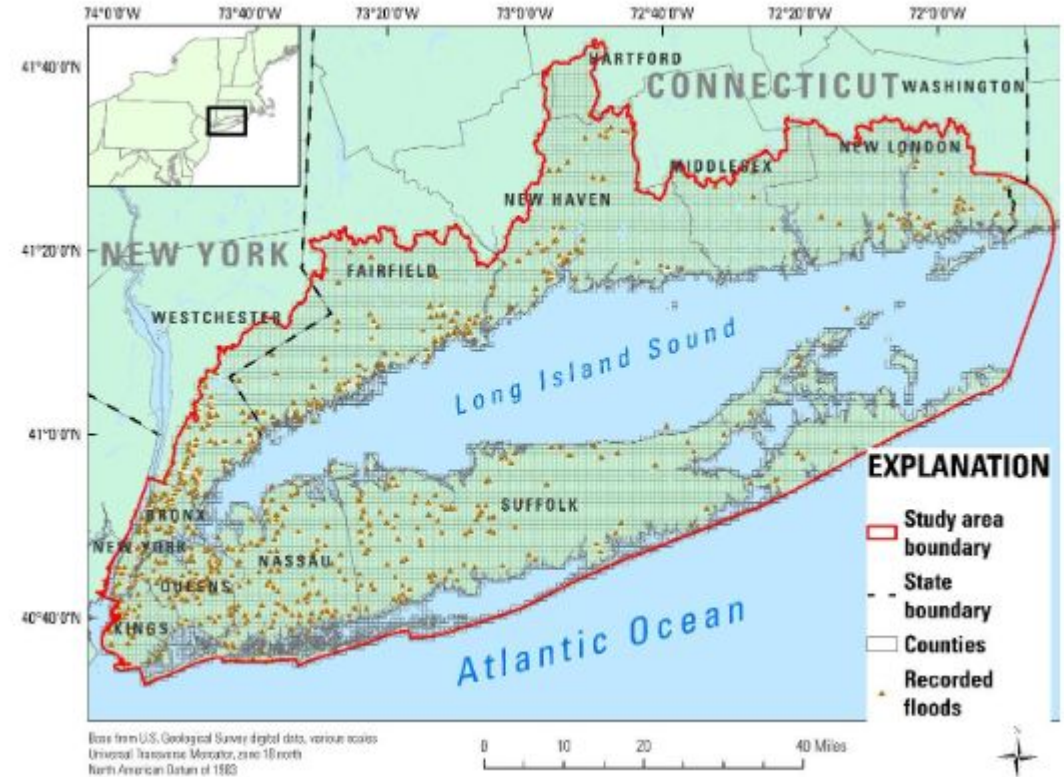 74°0'0"W 73°40'0"W 73°20'0"W 73°0'0"W 72°40'0"W 72°20'0"W 72°0'0"W
41°40'0"N
41°20'0"N
41°0'0"N
40°40'0"N
HARTFORD
CONNECTICUT
WASHINGTON
NEW LONDON
MIDDLESEX
NEW HAVEN
NEW YORK
FAIRFIELD
WESTCHESTER
Long Island Sound
BRONX
NEW YORK
SUFFOLK
NASSAU
QUEENS
KINGS
Atlantic Ocean
EXPLANATION
Study area
boundary
State
boundary
Counties
Recorded
floods
Base from U.S. Geological Survey digital data, various scales
Universal Transverse Mercator, zone 18 north
North American Datum of 1983
0 10 20 40 Miles